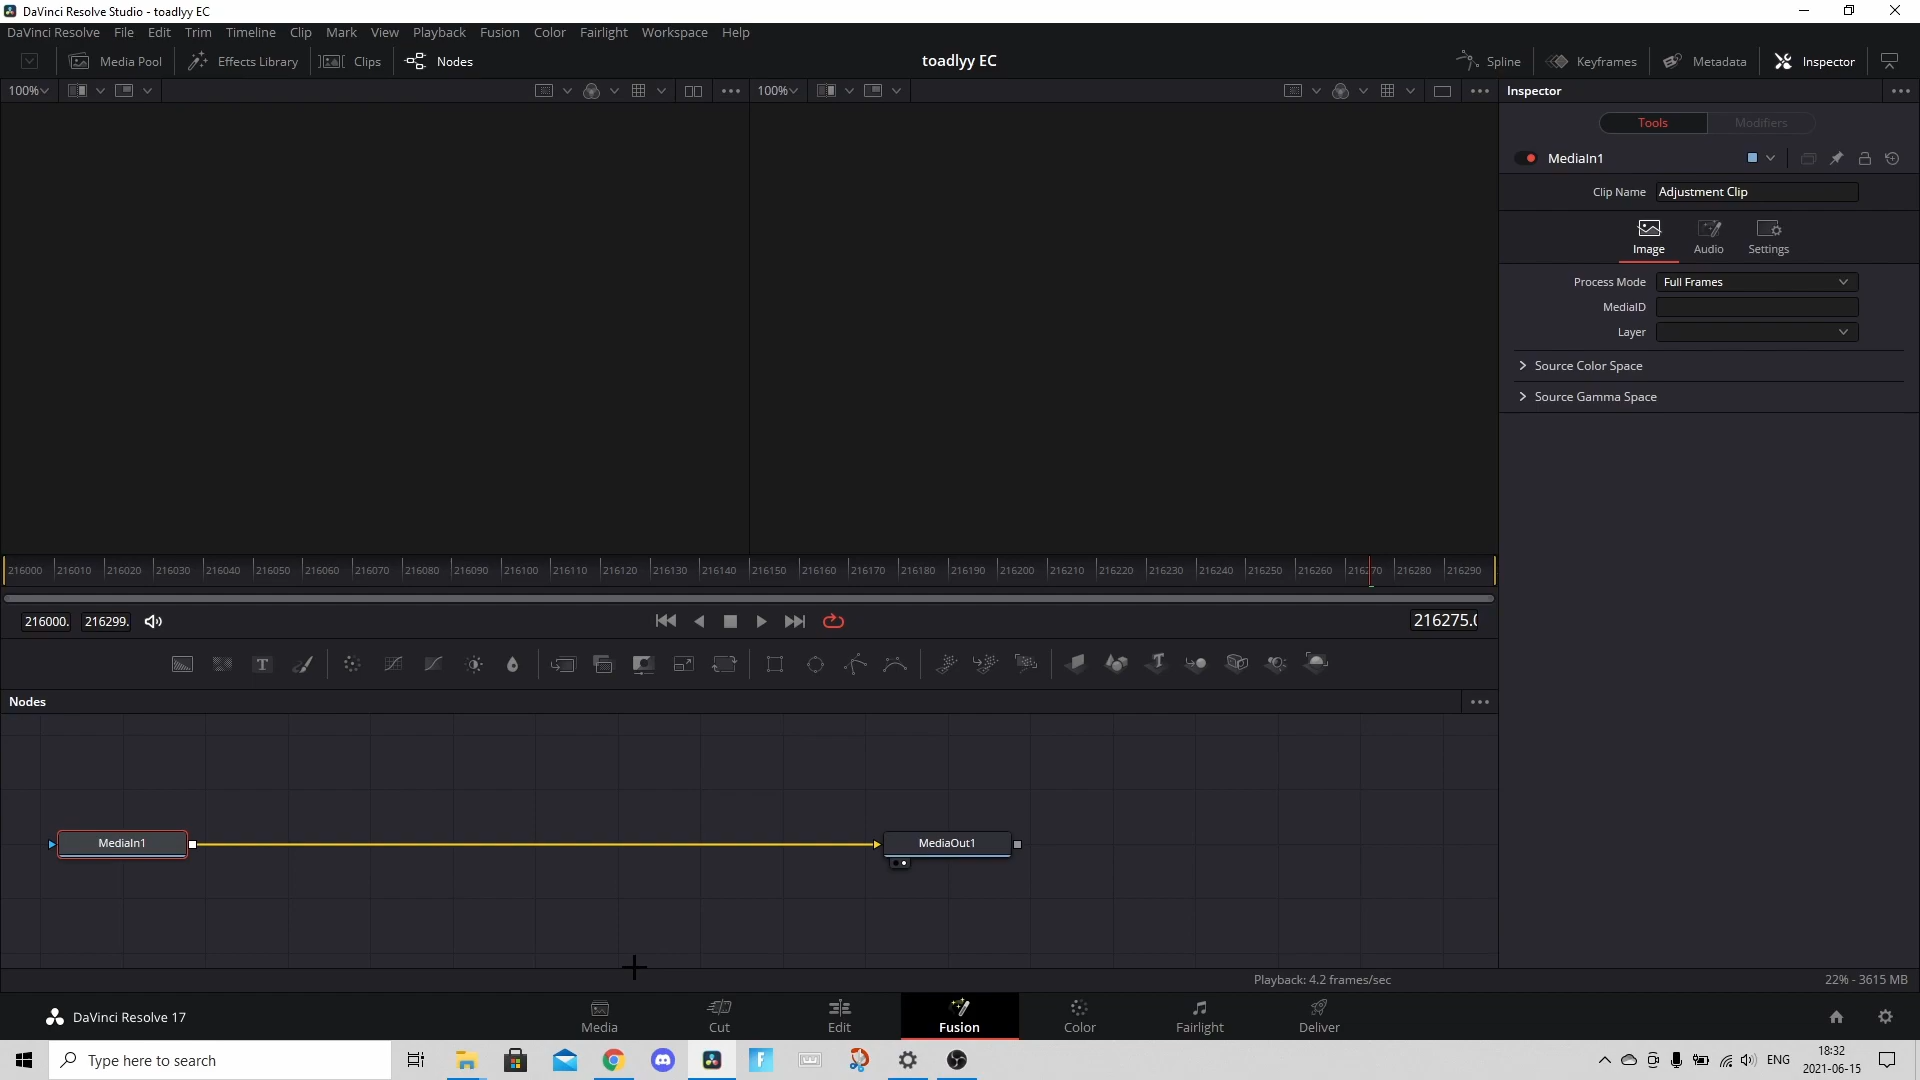 DaVinci Resolve Studio - toadlyy EC
DaVinci Resolve File Edit Trim Timeline Clip Mark View Playback Fusion Color Fairlight Workspace Help
Media Pool Effects Library Clips Nodes toadlyy EC Spline Keyframes Metadata Inspector
100% 100% Inspector
Tools Modifiers
MediaIn1
Clip Name Adjustment Clip
Image Audio Settings
Process Mode Full Frames
MediaID
Layer
Source Color Space
Source Gamma Space
216000 216010 216020 216030 216040 216050 216060 216070 216080 216090 216100 216110 216120 216130 216140 216150 216160 216170 216180 216190 216200 216210 216220 216230 216240 216250 216260 216270 216280 216290
216000. 216299. 216275.0
Nodes
MediaIn1 MediaOut1
Playback: 4.2 frames/sec 22% - 3615 MB
DaVinci Resolve 17 Media Cut Edit Fusion Color Fairlight Deliver
Type here to search ENG 18:32
2021-06-15